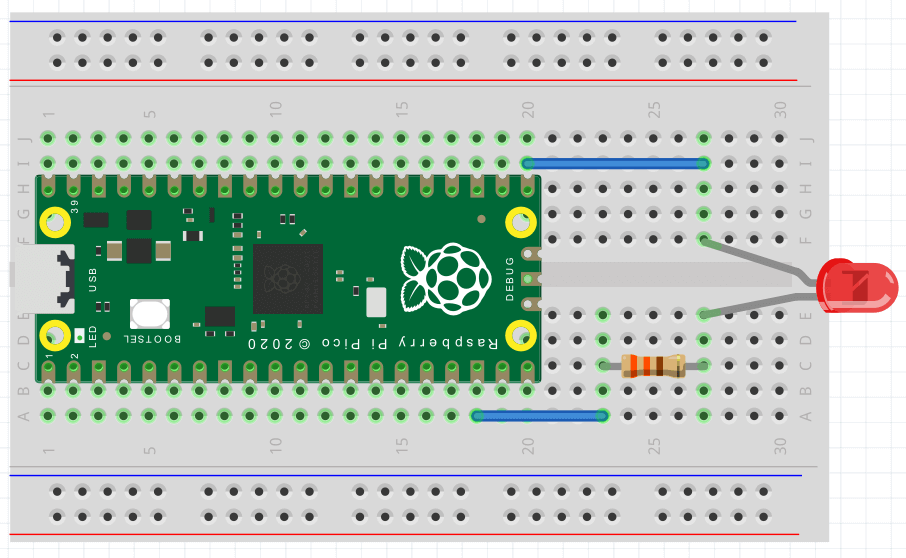 1 5 10 15 20 25 30
J J
I I
H H
G G
F F
39
USB
DEBUG
LED
BOOTSEL
Raspberry Pi Pico © 2020
1
2
E E
D D
C C
B B
A A
1 5 10 15 20 25 30